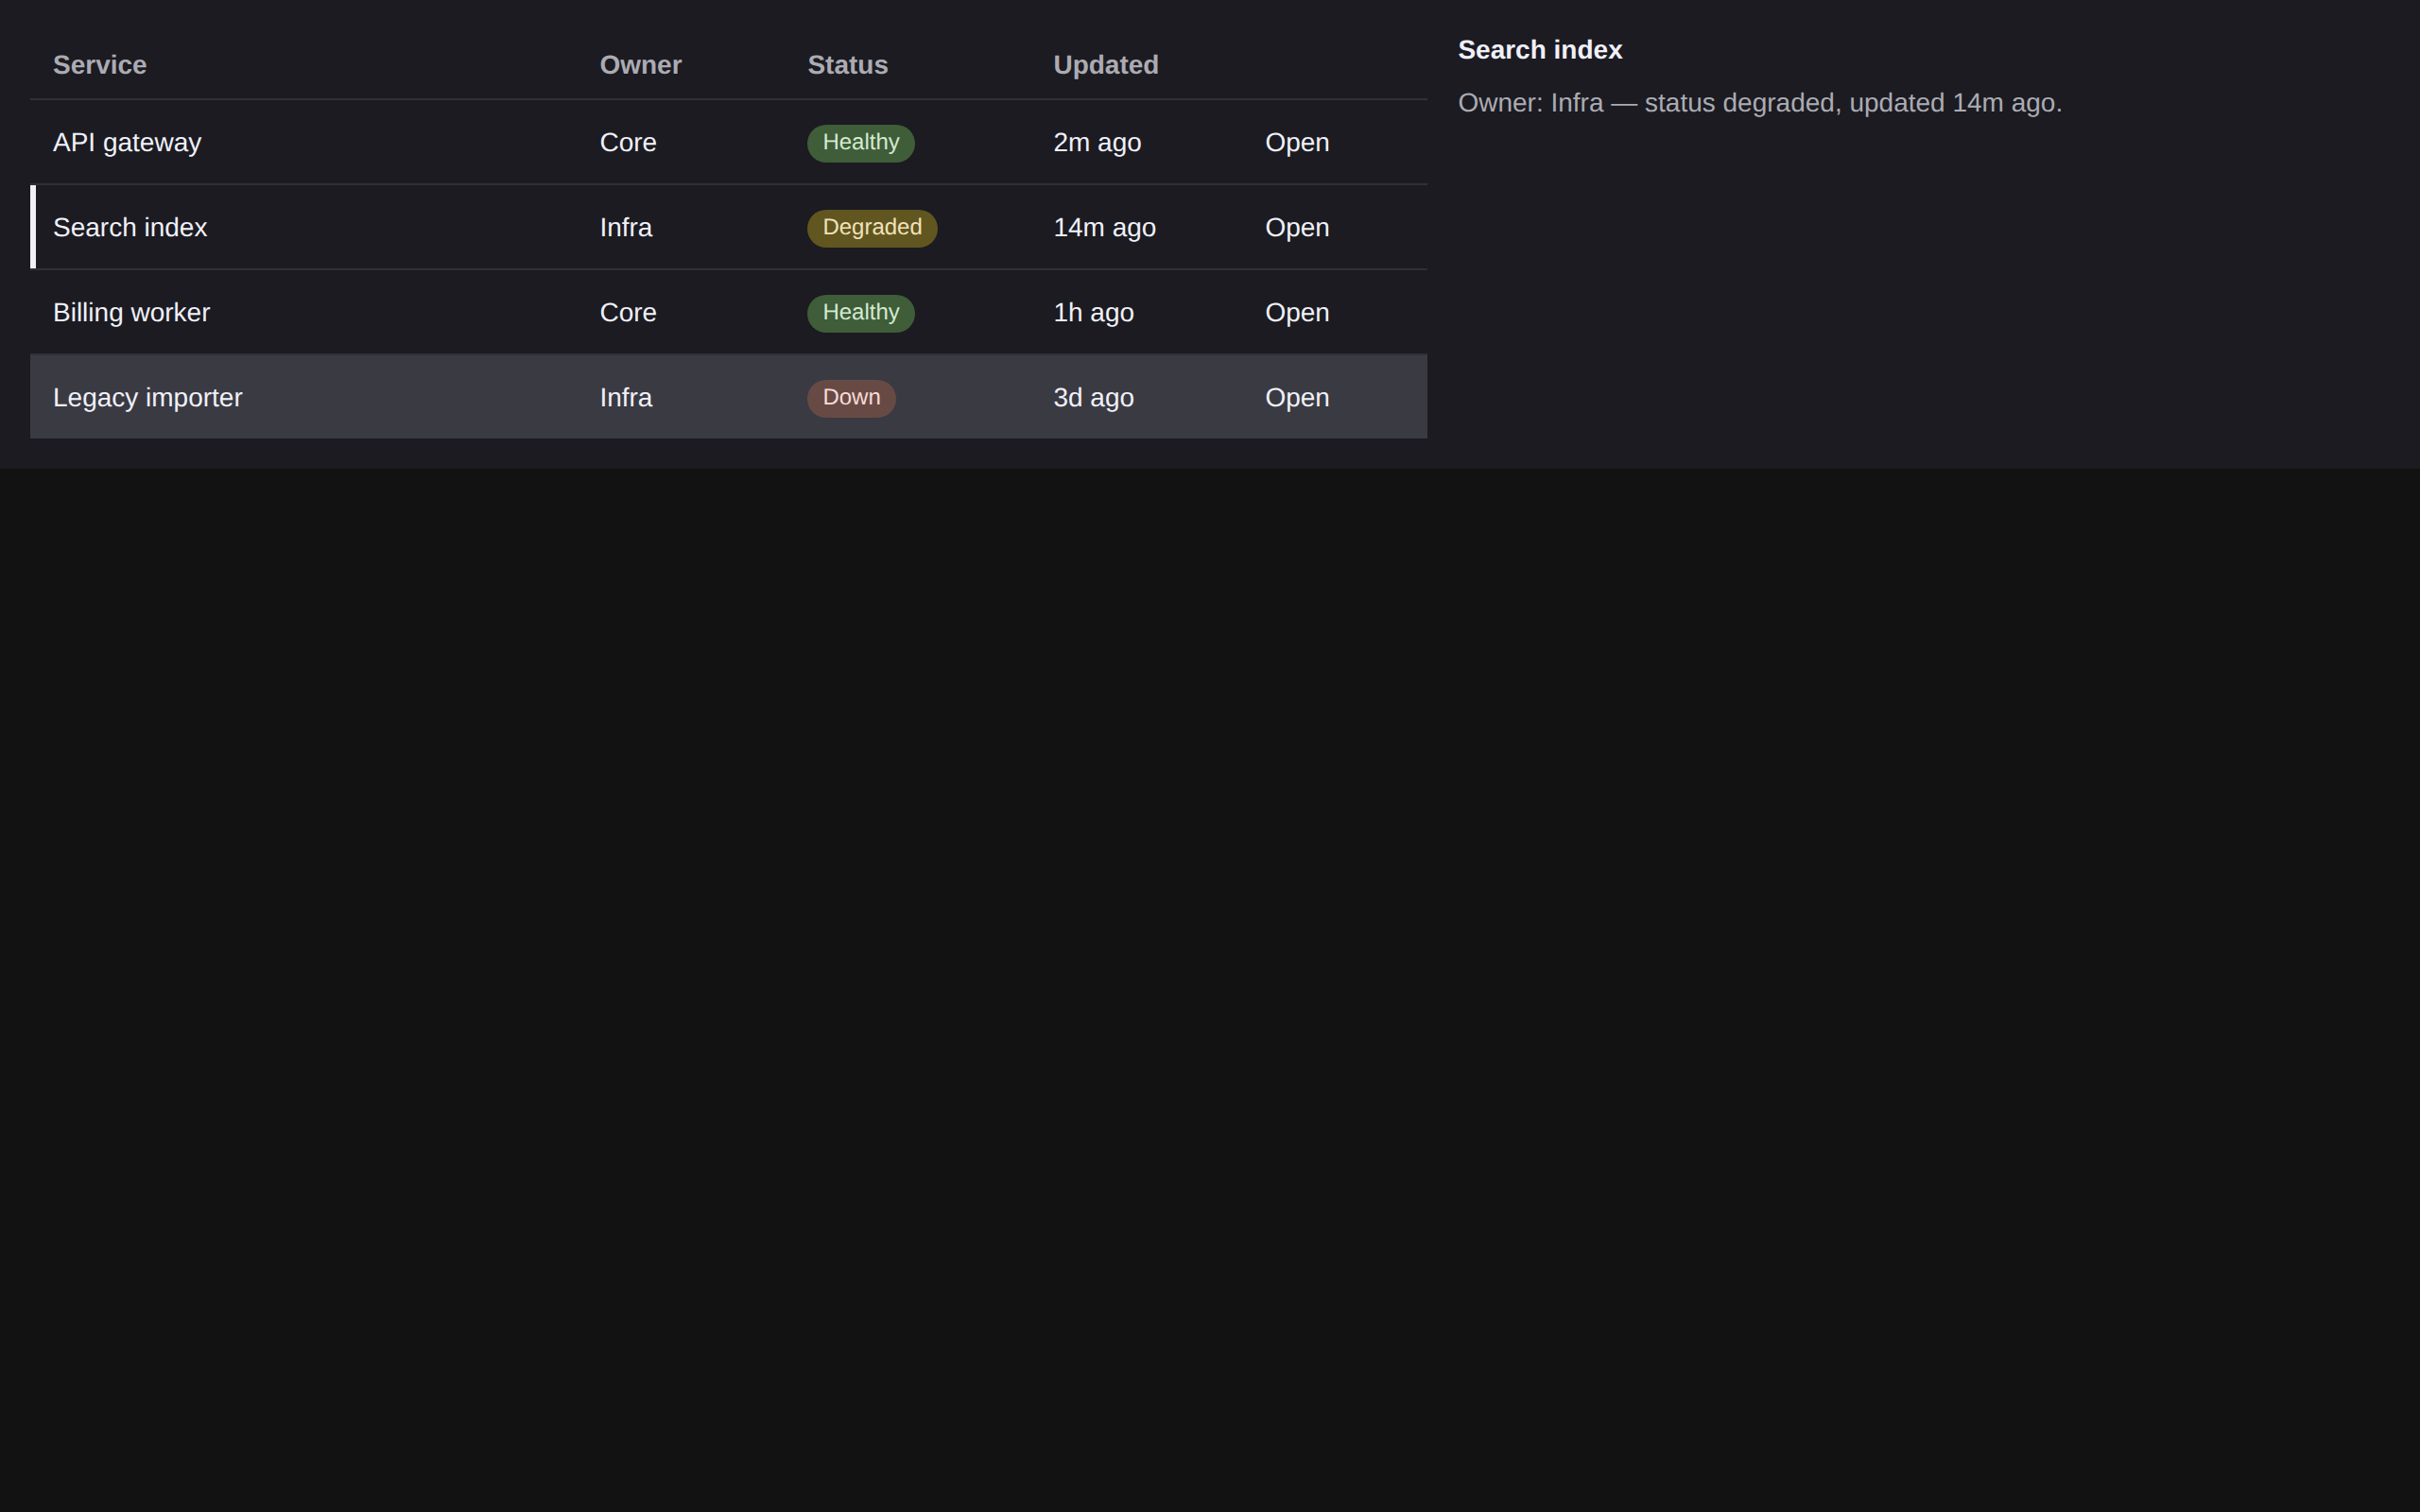 Service Owner Status Updated
API gateway Core Healthy 2m ago Open
Search index Infra Degraded 14m ago Open
Billing worker Core Healthy 1h ago Open
Legacy importer Infra Down 3d ago Open
Search index
Owner: Infra — status degraded, updated 14m ago.